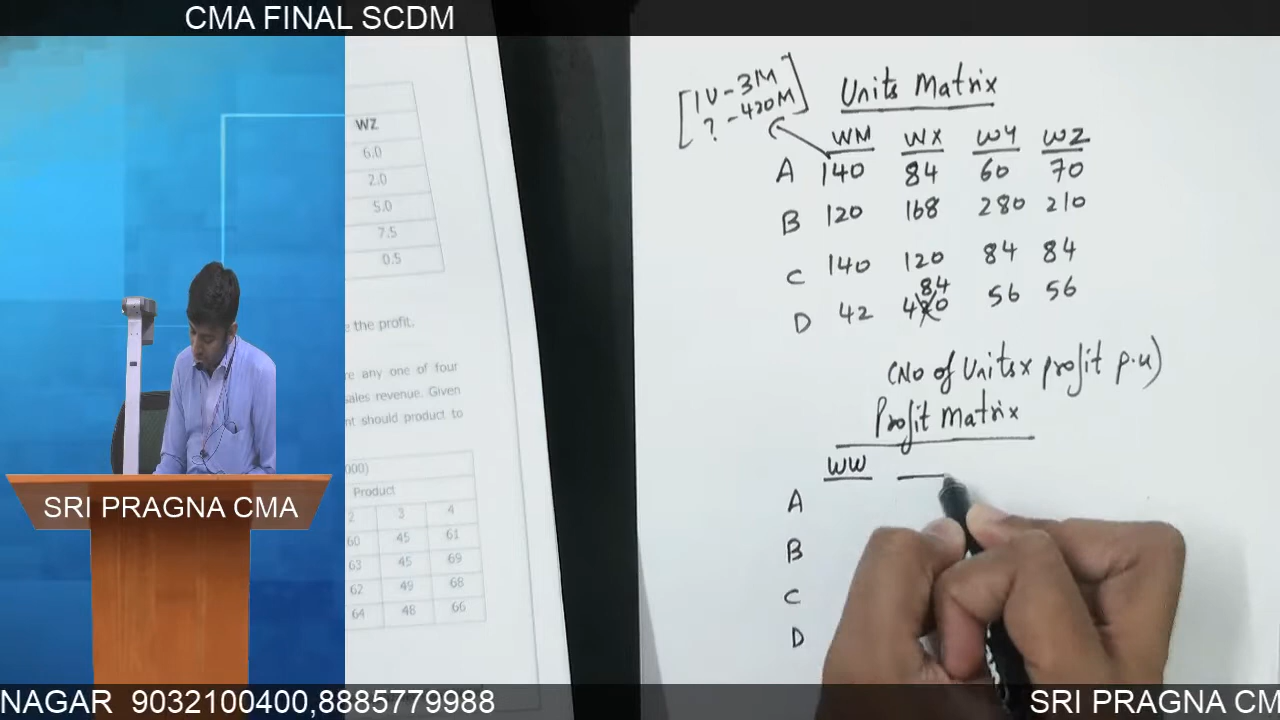 CMA FINAL SCDM
WZ
6.0
2.0
5.0
7.5
0.5
e the profit.
re any one of four
sales revenue. Given
nt should product to
000)
Product
2 3 4
60 45 61
63 45 69
62 49 68
64 48 66
[1U - 3M
? - 420M]
Units Matrix
WM WX WY WZ
A 140 84 60 70
B 120 168 280 210
C 140 120 84 84
84
D 42 420 56 56
(No of Units x profit p.u)
Profit Matrix
WW
A
B
C
D
SRI PRAGNA CMA
NAGAR 9032100400,8885779988
SRI PRAGNA CM